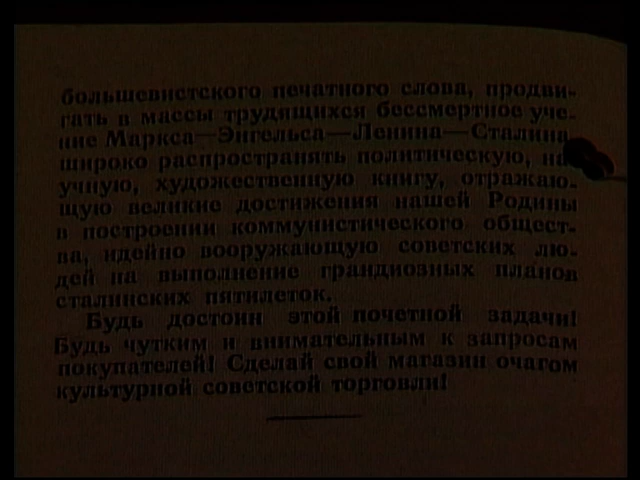 большевистского печатного слова, продви-
гать в массы трудящихся бессмертное уче-
ние Маркса—Энгельса—Ленина—Сталина,
широко распространять политическую, на-
учную, художественную книгу, отражаю-
щую великие достижения нашей Родины
в построении коммунистического общест-
ва, идейно вооружающую советских лю-
дей на выполнение грандиозных планов
сталинских пятилеток.
Будь достоин этой почетной задачи!
Будь чутким и внимательным к запросам
покупателей! Сделай свой магазин очагом
культурной советской торговли!